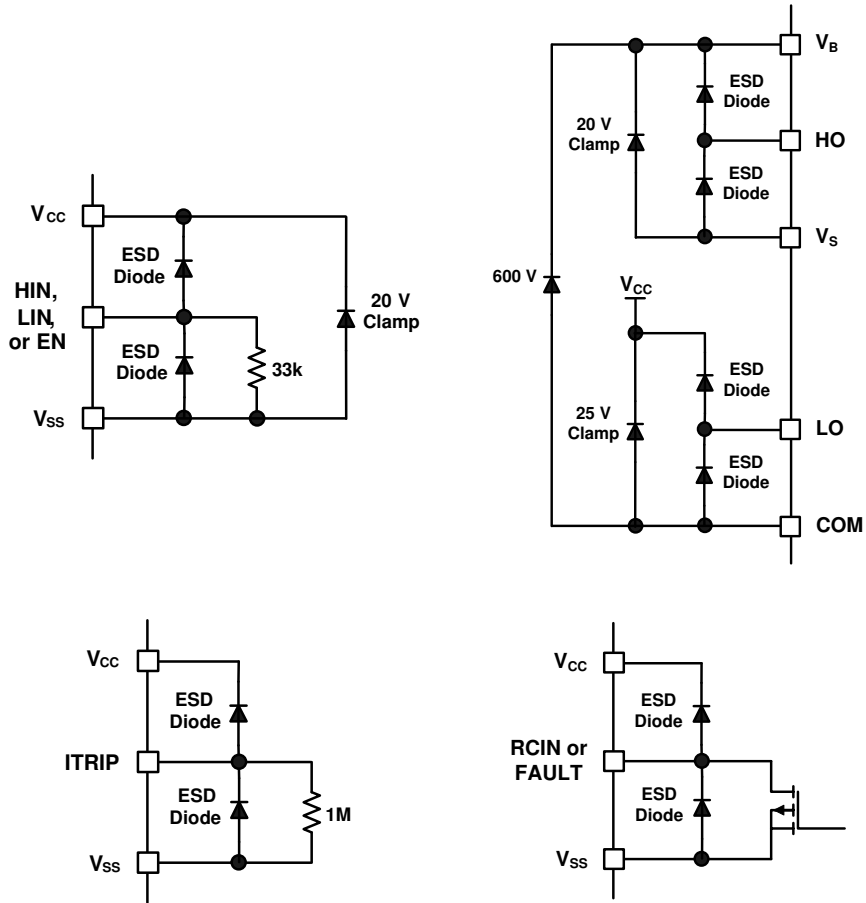 V_CC
ESD
Diode
HIN,
LIN,
or EN
ESD
Diode
33k
20 V
Clamp
V_SS
V_B
ESD
Diode
20 V
Clamp
HO
ESD
Diode
V_S
600 V
V_CC
ESD
Diode
25 V
Clamp
LO
ESD
Diode
COM
V_CC
ESD
Diode
ITRIP
ESD
Diode
1M
V_SS
V_CC
ESD
Diode
RCIN or
FAULT
ESD
Diode
V_SS